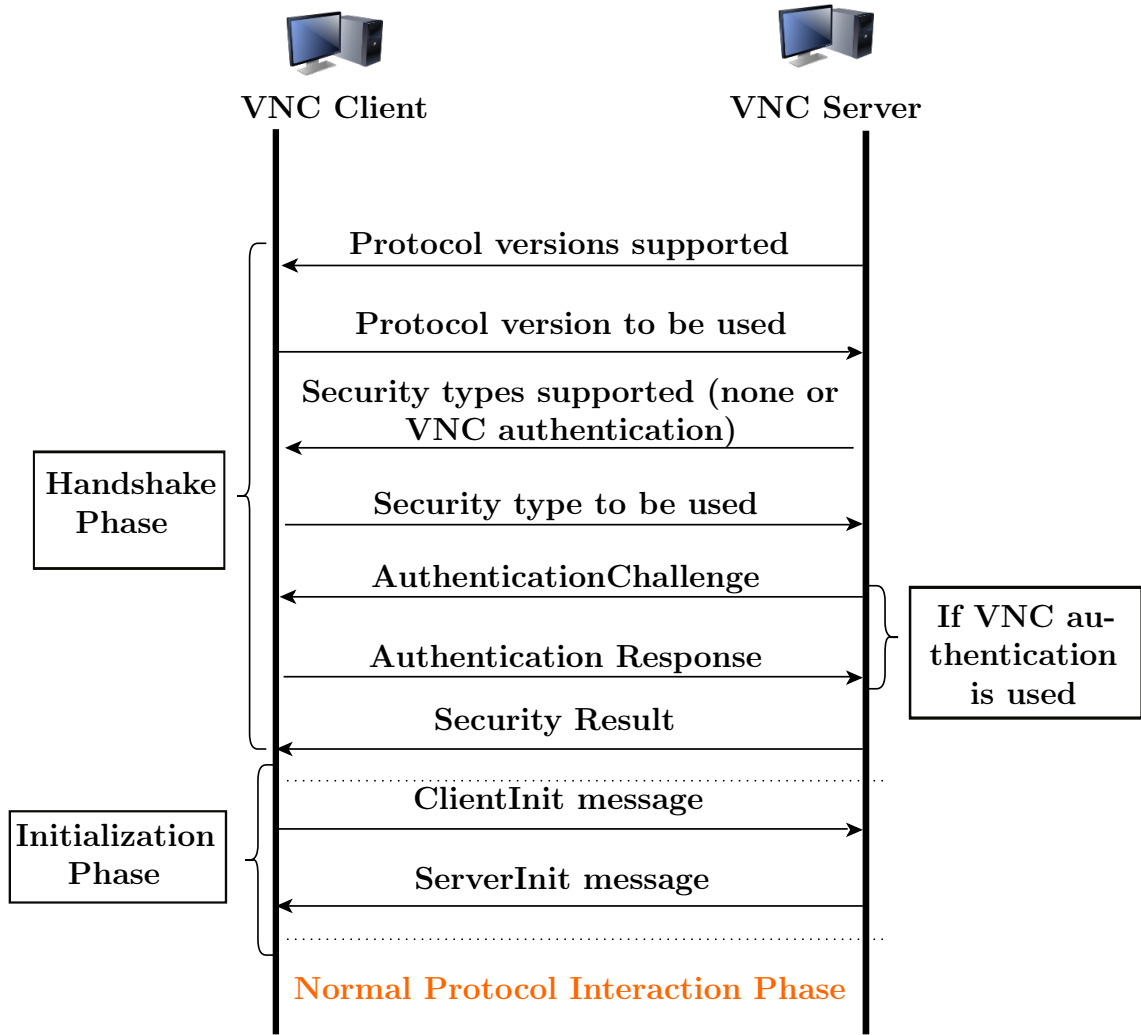 VNC Client
VNC Server
Protocol versions supported
Protocol version to be used
Security types supported (none or
VNC authentication)
Handshake
Phase
Security type to be used
AuthenticationChallenge
If VNC au-
thentication
is used
Authentication Response
Security Result
ClientInit message
Initialization
Phase
ServerInit message
Normal Protocol Interaction Phase